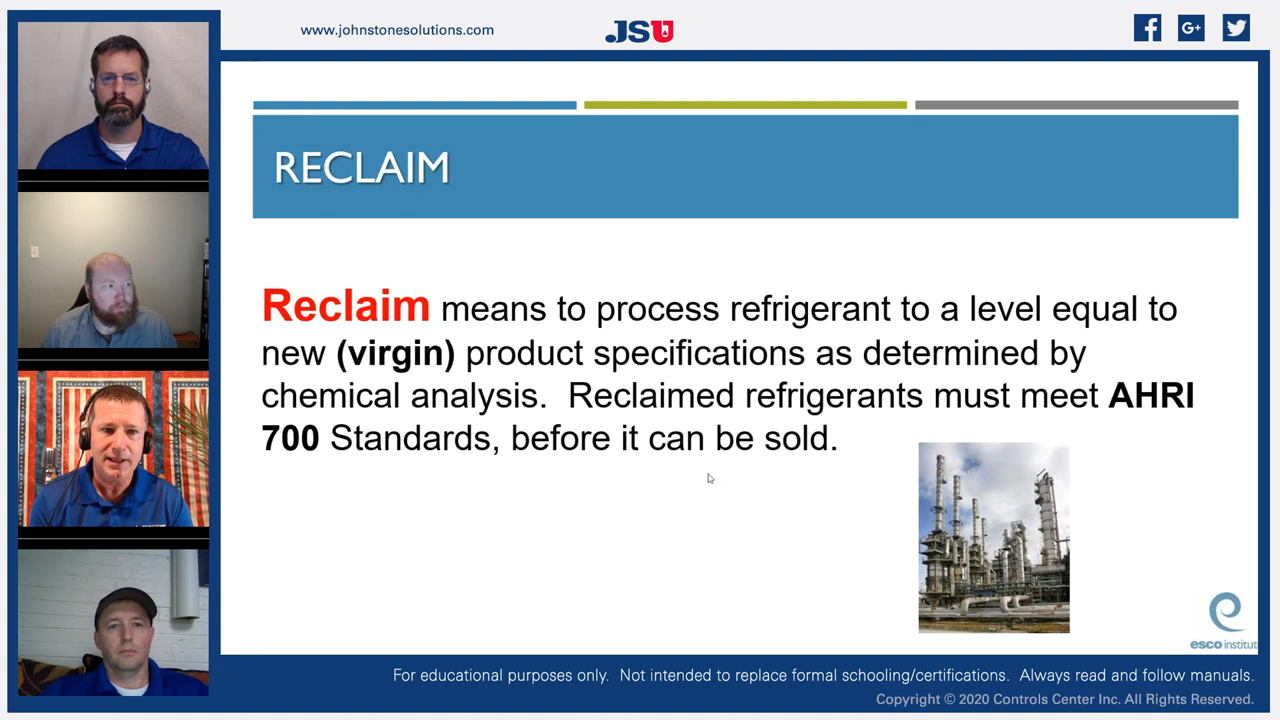 www.johnstonesolutions.com
JSU
G+
RECLAIM
Reclaim means to process refrigerant to a level equal to
new (virgin) product specifications as determined by
chemical analysis.  Reclaimed refrigerants must meet AHRI
700 Standards, before it can be sold.
esco institut
For educational purposes only.  Not intended to replace formal schooling/certifications.  Always read and follow manuals.
Copyright © 2020 Controls Center Inc. All Rights Reserved.